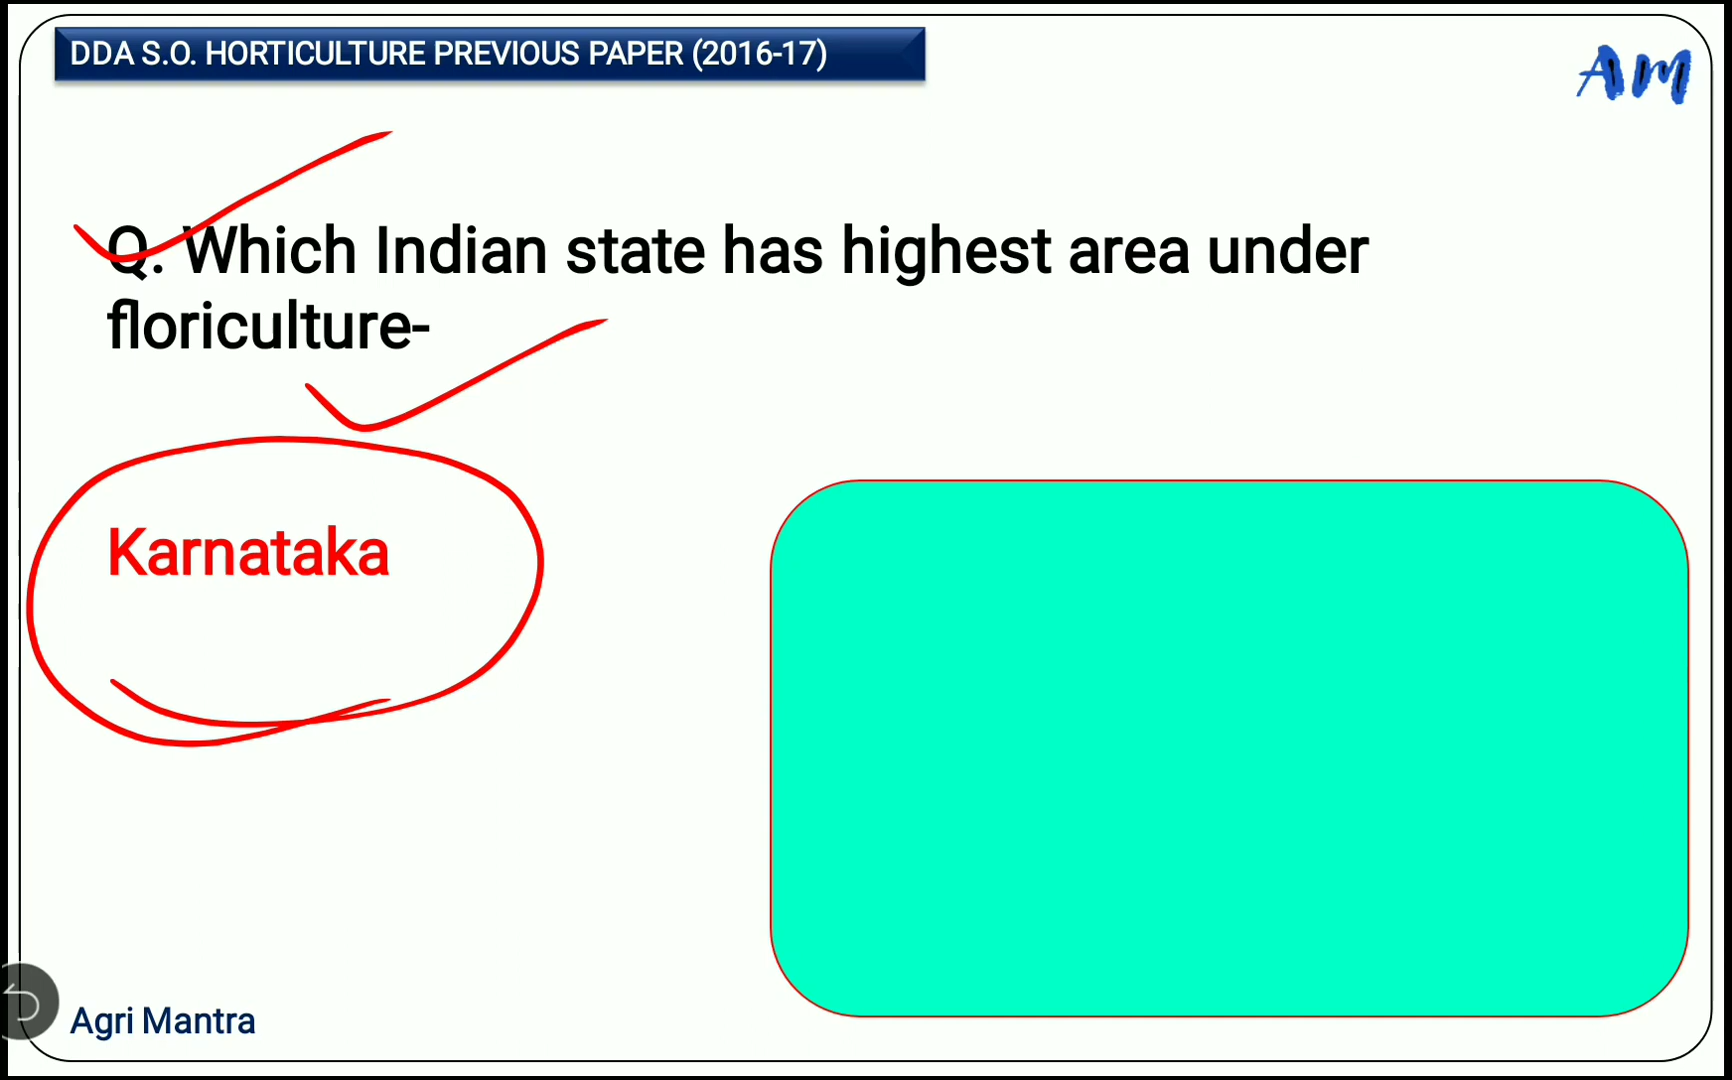 DDA S.O. HORTICULTURE PREVIOUS PAPER (2016-17)
AM
Q. Which Indian state has highest area under
floriculture-
Karnataka
Agri Mantra